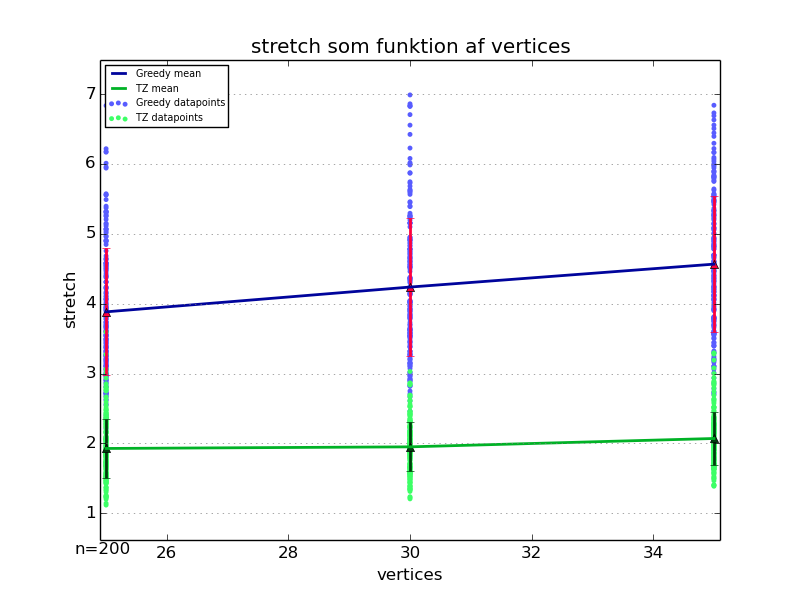 stretch som funktion af vertices
Greedy mean
TZ mean
Greedy datapoints
TZ datapoints
7
6
5
4
3
2
1
stretch
n=200
26
28
30
32
34
vertices